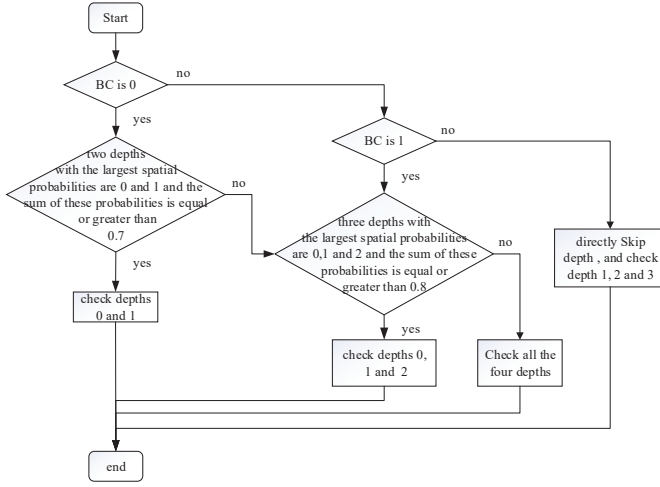 Start
BC is 0
no
yes
BC is 1
no
yes
two depths
with the largest spatial
probabilities are 0 and 1 and the
sum of these probabilities is equal
or greater than
0.7
no
yes
three depths with
the largest spatial probabilities
are 0,1 and 2 and the sum of these
probabilities is equal or
greater than 0.8
no
yes
directly Skip
depth , and check
depth 1, 2 and 3
check depths
0 and 1
check depths 0,
1 and 2
Check all the
four depths
end